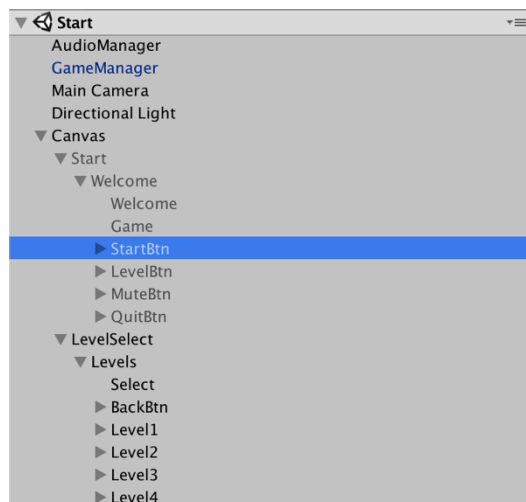 Start
AudioManager
GameManager
Main Camera
Directional Light
Canvas
Start
Welcome
Welcome
Game
StartBtn
LevelBtn
MuteBtn
QuitBtn
LevelSelect
Levels
Select
BackBtn
Level1
Level2
Level3
Level4